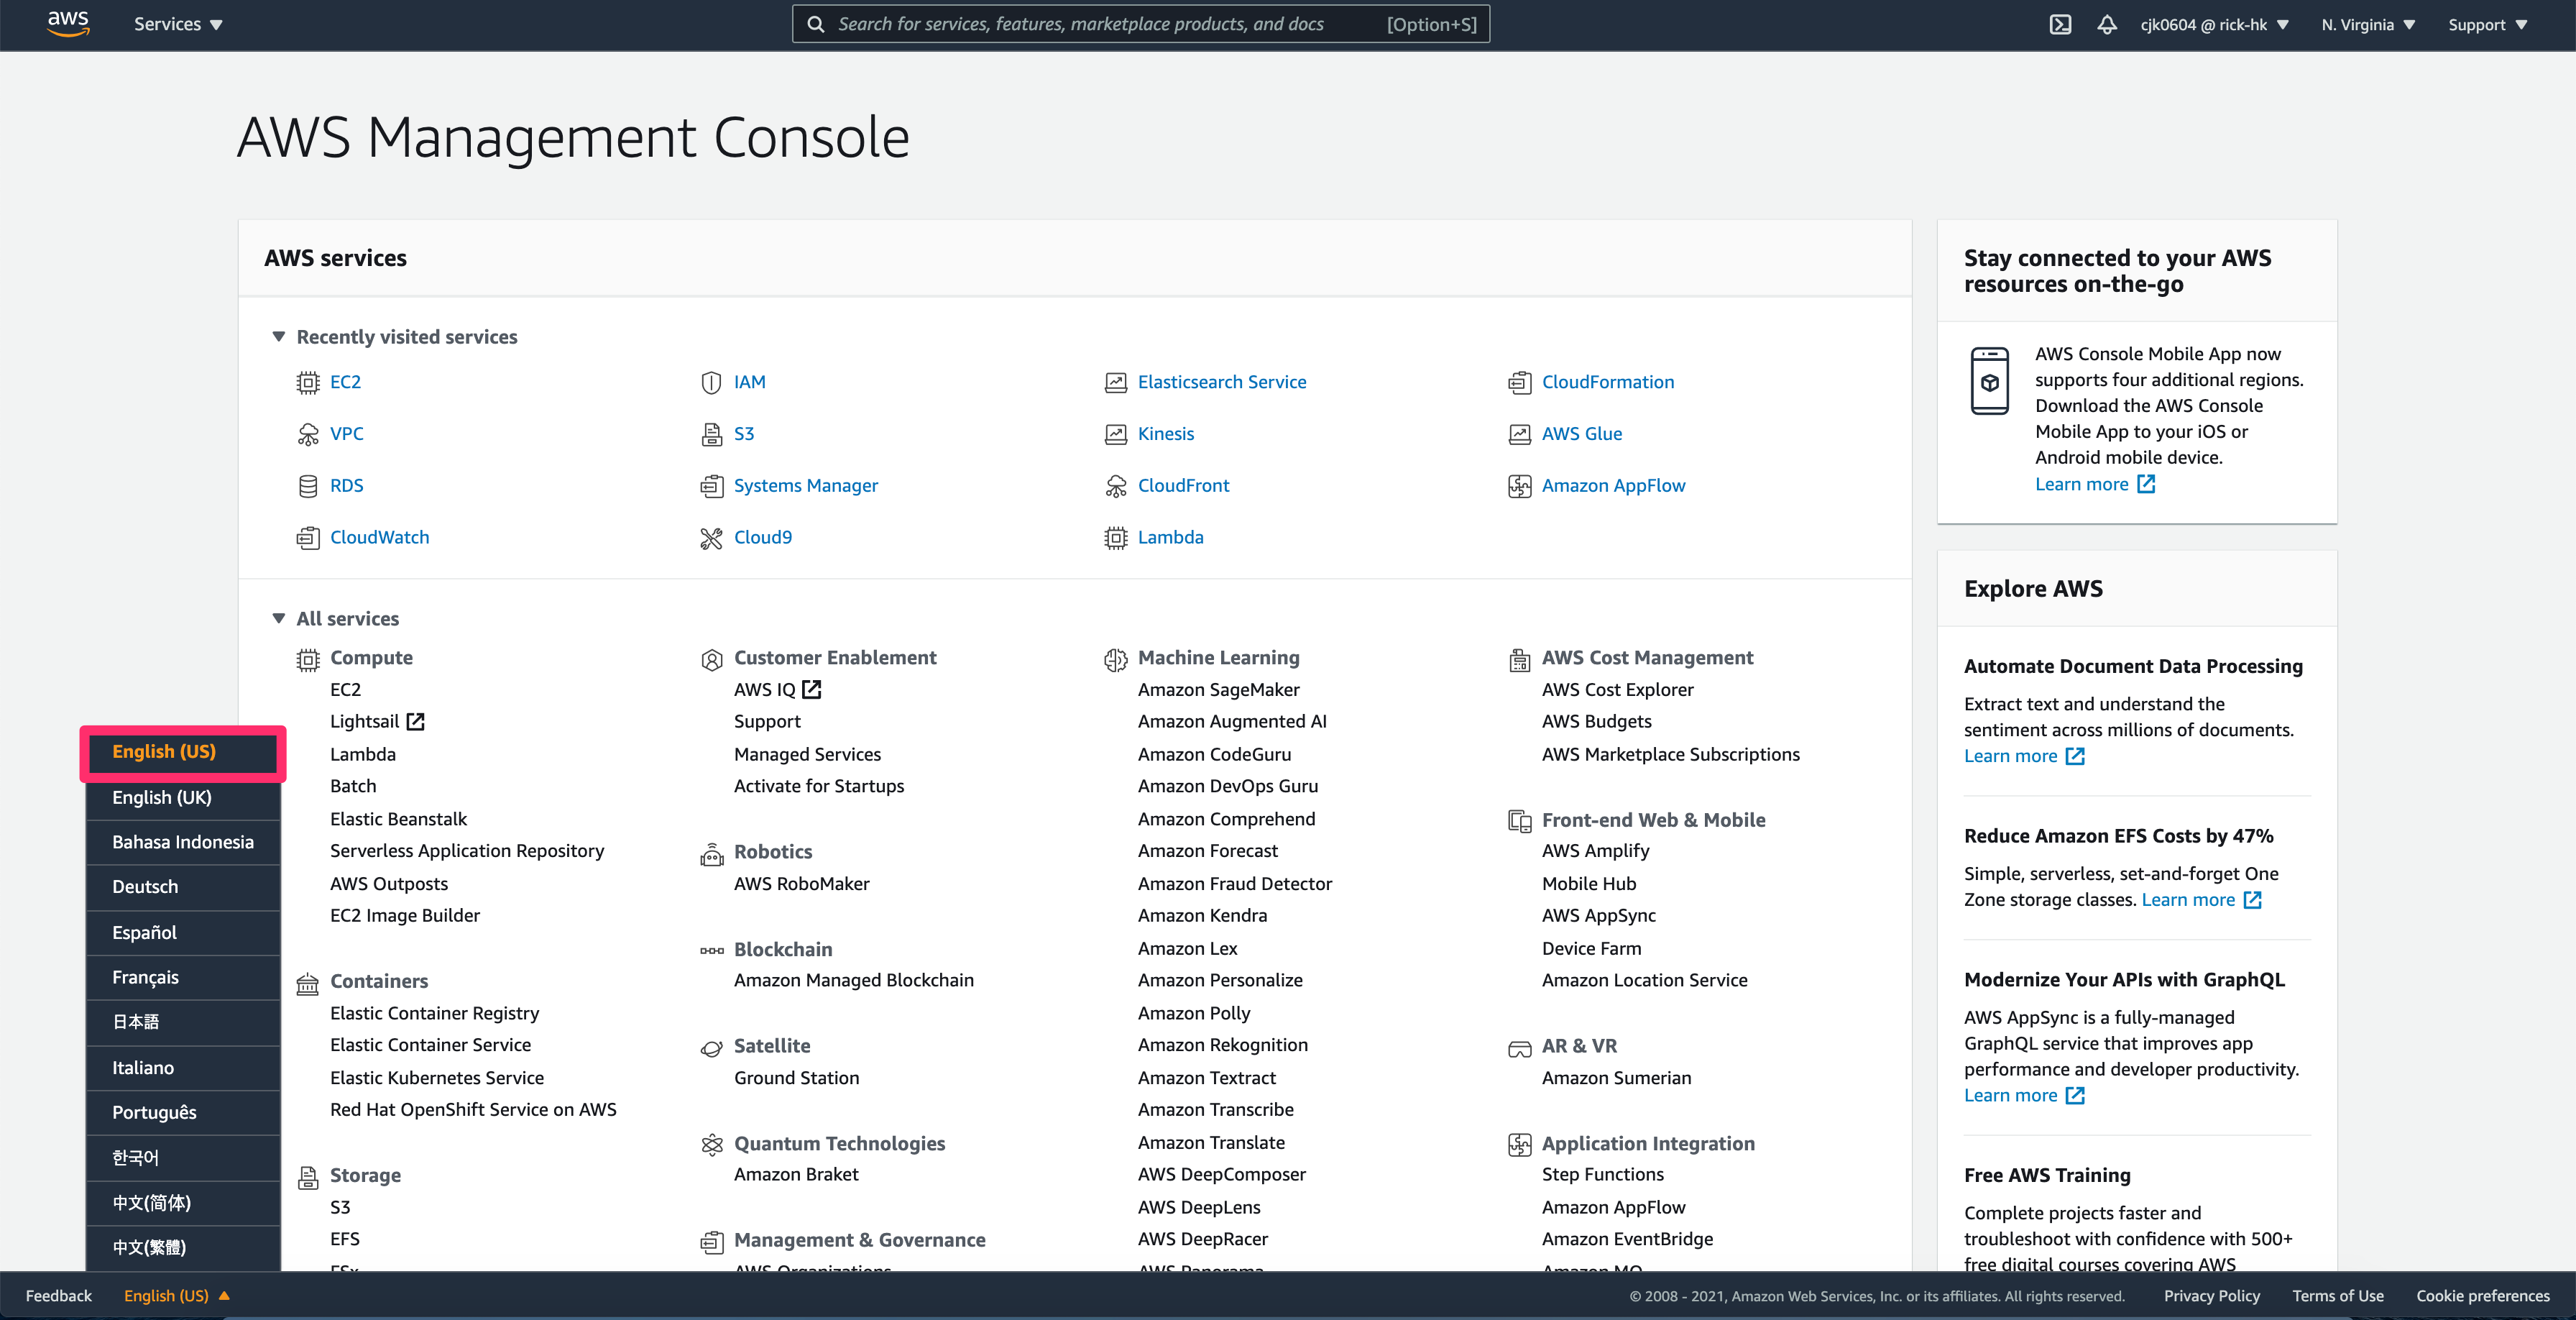 aws
Services
Search for services, features, marketplace products, and docs
[Option+S]
cjk0604 @ rick-hk
N. Virginia
Support
AWS Management Console
AWS services
Recently visited services
EC2
IAM
Elasticsearch Service
CloudFormation
VPC
S3
Kinesis
AWS Glue
RDS
Systems Manager
CloudFront
Amazon AppFlow
CloudWatch
Cloud9
Lambda
All services
Compute
EC2
Lightsail
Lambda
Batch
Elastic Beanstalk
Serverless Application Repository
AWS Outposts
EC2 Image Builder
Containers
Elastic Container Registry
Elastic Container Service
Elastic Kubernetes Service
Red Hat OpenShift Service on AWS
Storage
S3
EFS
FSx
Customer Enablement
AWS IQ
Support
Managed Services
Activate for Startups
Robotics
AWS RoboMaker
Blockchain
Amazon Managed Blockchain
Satellite
Ground Station
Quantum Technologies
Amazon Braket
Management & Governance
AWS Organizations
Machine Learning
Amazon SageMaker
Amazon Augmented AI
Amazon CodeGuru
Amazon DevOps Guru
Amazon Comprehend
Amazon Forecast
Amazon Fraud Detector
Amazon Kendra
Amazon Lex
Amazon Personalize
Amazon Polly
Amazon Rekognition
Amazon Textract
Amazon Transcribe
Amazon Translate
AWS DeepComposer
AWS DeepLens
AWS DeepRacer
AWS Panorama
AWS Cost Management
AWS Cost Explorer
AWS Budgets
AWS Marketplace Subscriptions
Front-end Web & Mobile
AWS Amplify
Mobile Hub
AWS AppSync
Device Farm
Amazon Location Service
AR & VR
Amazon Sumerian
Application Integration
Step Functions
Amazon AppFlow
Amazon EventBridge
Amazon MQ
Stay connected to your AWS
resources on-the-go
AWS Console Mobile App now
supports four additional regions.
Download the AWS Console
Mobile App to your iOS or
Android mobile device.
Learn more
Explore AWS
Automate Document Data Processing
Extract text and understand the
sentiment across millions of documents.
Learn more
Reduce Amazon EFS Costs by 47%
Simple, serverless, set-and-forget One
Zone storage classes. Learn more
Modernize Your APIs with GraphQL
AWS AppSync is a fully-managed
GraphQL service that improves app
performance and developer productivity.
Learn more
Free AWS Training
Complete projects faster and
troubleshoot with confidence with 500+
free digital courses covering AWS
English (US)
English (UK)
Bahasa Indonesia
Deutsch
Español
Français
日本語
Italiano
Português
한국어
中文(简体)
中文(繁體)
Feedback
English (US)
© 2008 - 2021, Amazon Web Services, Inc. or its affiliates. All rights reserved.
Privacy Policy
Terms of Use
Cookie preferences